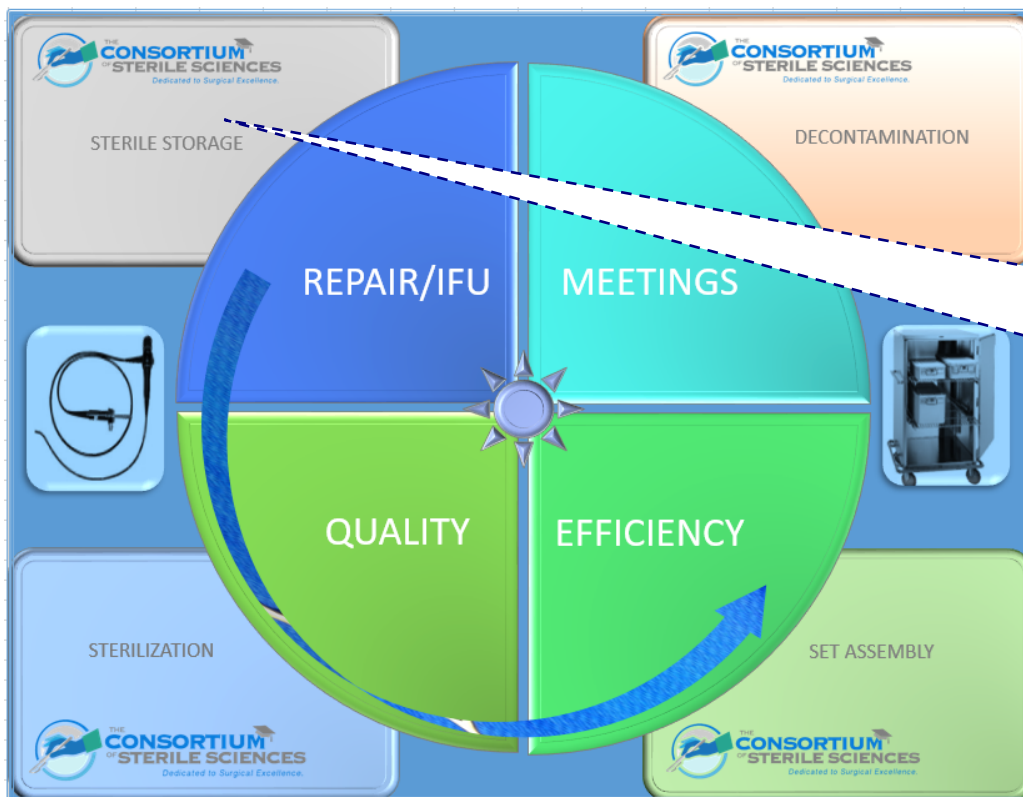 THE
CONSORTIUM
OF STERILE SCIENCES
Dedicated to Surgical Excellence.
STERILE STORAGE
THE
CONSORTIUM
OF STERILE SCIENCES
Dedicated to Surgical Excellence.
DECONTAMINATION
REPAIR/IFU
MEETINGS
QUALITY
EFFICIENCY
STERILIZATION
THE
CONSORTIUM
OF STERILE SCIENCES
Dedicated to Surgical Excellence.
SET ASSEMBLY
THE
CONSORTIUM
OF STERILE SCIENCES
Dedicated to Surgical Excellence.